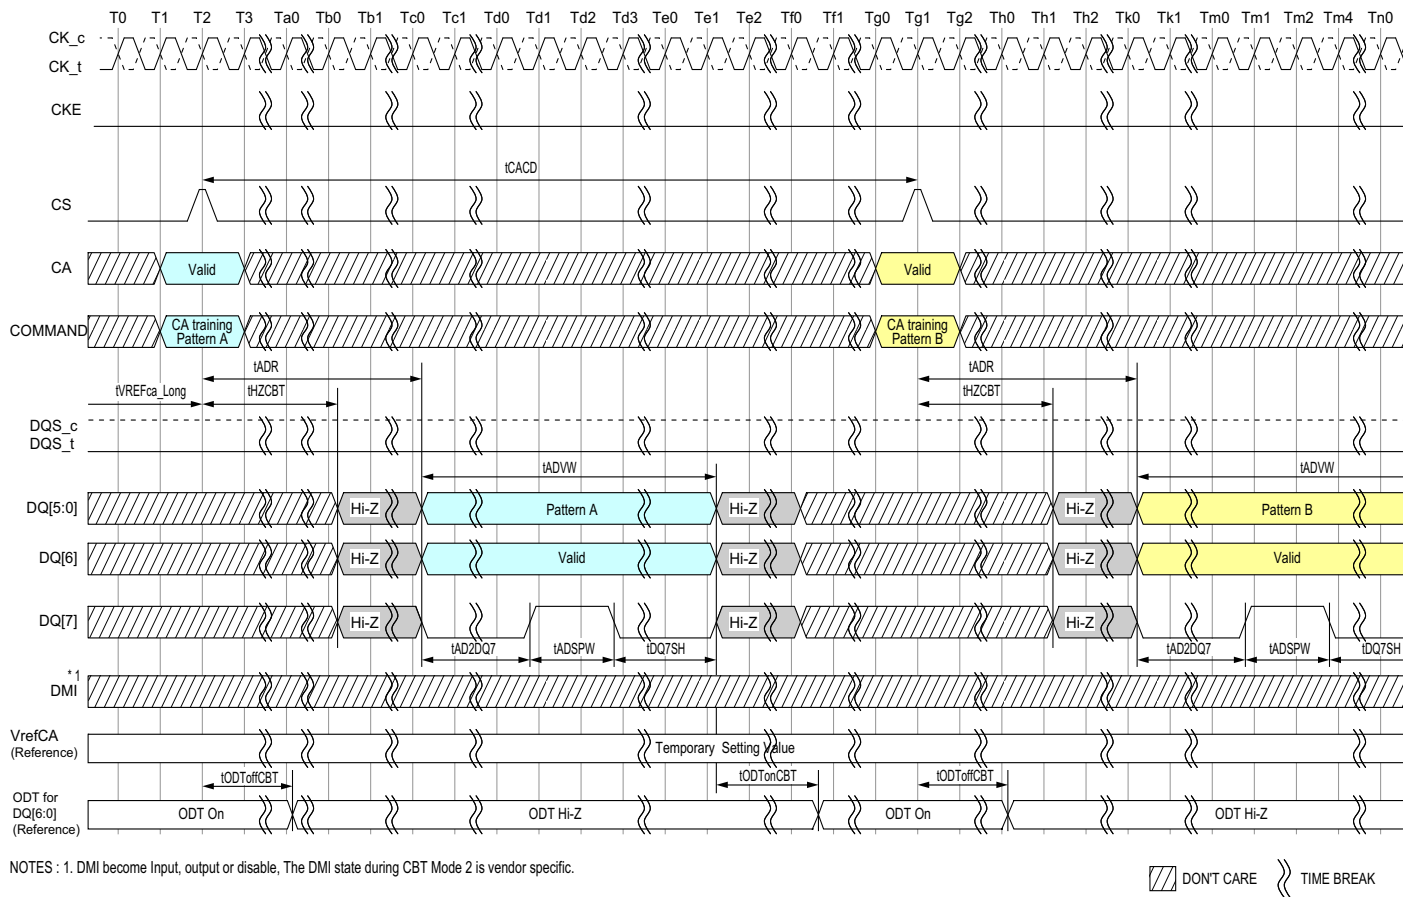 T0 T1 T2 T3 Ta0 Tb0 Tb1 Tc0 Tc1 Td0 Td1 Td2 Td3 Te0 Te1 Te2 Tf0 Tf1 Tg0 Tg1 Tg2 Th0 Th1 Th2 Tk0 Tk1 Tm0 Tm1 Tm2 Tm4 Tn0
CK_c
CK_t
CKE
tCACD
CS
CA Valid Valid
COMMAND CA training Pattern A CA training Pattern B
tADR tADR
tVREFca_Long tHZCBT tHZCBT
DQS_c
DQS_t
tADVW tADVW
DQ[5:0] Hi-Z Pattern A Hi-Z Hi-Z Pattern B
DQ[6] Hi-Z Valid Hi-Z Hi-Z Valid
DQ[7] Hi-Z Hi-Z Hi-Z
tAD2DQ7 tADSPW tDQ7SH tAD2DQ7 tADSPW tDQ7SH
*1
DMI
VrefCA
(Reference) Temporary Setting Value
tODToffCBT tODTonCBT tODToffCBT
ODT for
DQ[6:0] ODT On ODT Hi-Z ODT On ODT Hi-Z
(Reference)
NOTES : 1. DMI become Input, output or disable, The DMI state during CBT Mode 2 is vendor specific.
DON'T CARE TIME BREAK